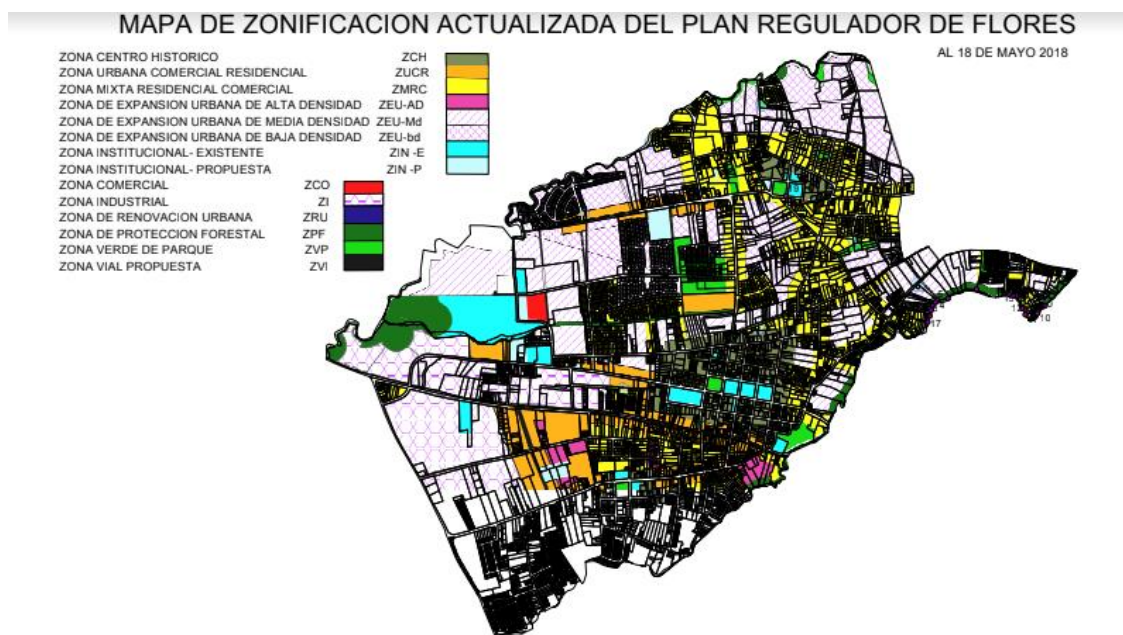 MAPA DE ZONIFICACION ACTUALIZADA DEL PLAN REGULADOR DE FLORES
AL 18 DE MAYO 2018
ZONA CENTRO HISTORICO ZCH
ZONA URBANA COMERCIAL RESIDENCIAL ZUCR
ZONA MIXTA RESIDENCIAL COMERCIAL ZMRC
ZONA DE EXPANSION URBANA DE ALTA DENSIDAD ZEU-AD
ZONA DE EXPANSION URBANA DE MEDIA DENSIDAD ZEU-Md
ZONA DE EXPANSION URBANA DE BAJA DENSIDAD ZEU-bd
ZONA INSTITUCIONAL- EXISTENTE ZIN -E
ZONA INSTITUCIONAL- PROPUESTA ZIN -P
ZONA COMERCIAL ZCO
ZONA INDUSTRIAL ZI
ZONA DE RENOVACION URBANA ZRU
ZONA DE PROTECCION FORESTAL ZPF
ZONA VERDE DE PARQUE ZVP
ZONA VIAL PROPUESTA ZVI
17
10